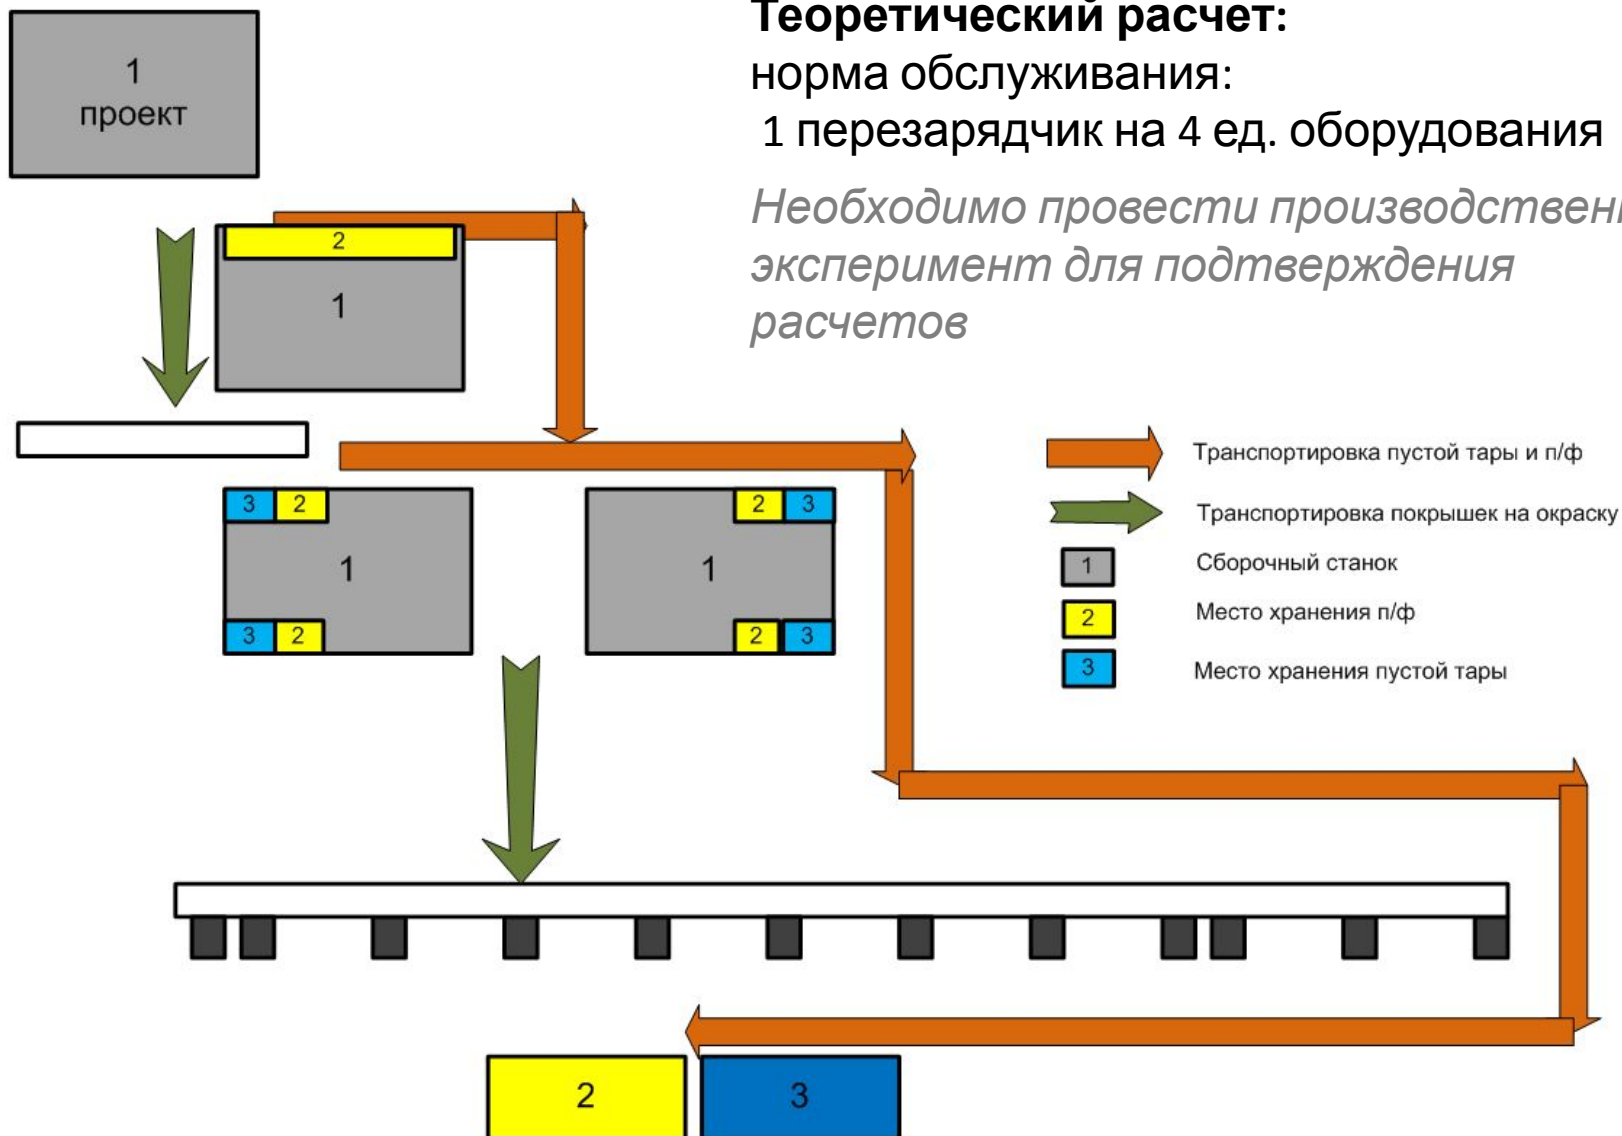 Теоретический расчет:
норма обслуживания:
1 перезарядчик на 4 ед. оборудования
Необходимо провести
эксперимент для подтверждения
расчетов
1
проект
2
1
3 2
2 3
1
1
3 2
2 3
Транспортировка пустой тары и п/ф
Транспортировка покрышек на окраску
1 Сборочный станок
2 Место хранения п/ф
3 Место хранения пустой тары
2
3